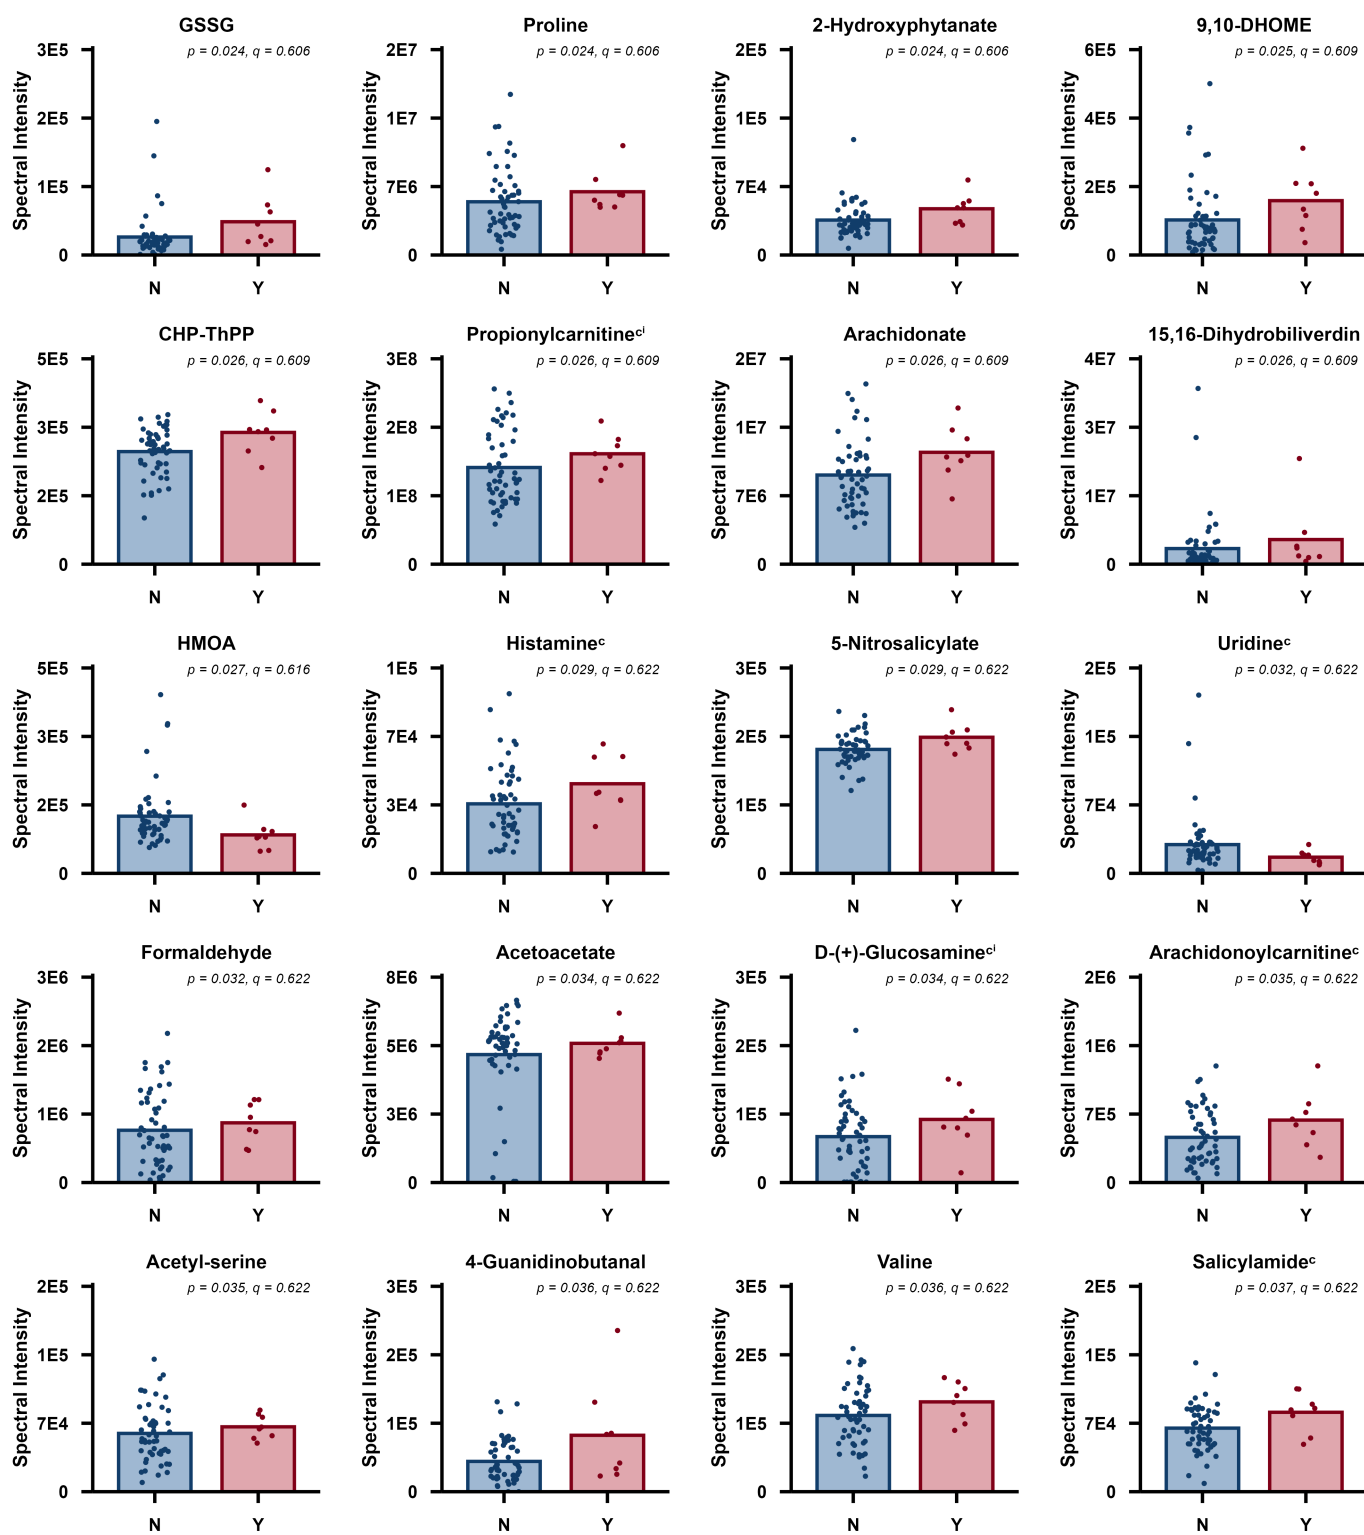 GSSG
p = 0.024, q = 0.606
Spectral Intensity
3E5
2E5
1E5
0
N Y
Proline
p = 0.024, q = 0.606
Spectral Intensity
2E7
1E7
7E6
0
N Y
2-Hydroxyphytanate
p = 0.024, q = 0.606
Spectral Intensity
2E5
1E5
7E4
0
N Y
9,10-DHOME
p = 0.025, q = 0.609
Spectral Intensity
6E5
4E5
2E5
0
N Y
CHP-ThPP
p = 0.026, q = 0.609
Spectral Intensity
5E5
3E5
2E5
0
N Y
Propionylcarnitineᶜⁱ
p = 0.026, q = 0.609
Spectral Intensity
3E8
2E8
1E8
0
N Y
Arachidonate
p = 0.026, q = 0.609
Spectral Intensity
2E7
1E7
7E6
0
N Y
15,16-Dihydrobiliverdin
p = 0.026, q = 0.609
Spectral Intensity
4E7
3E7
1E7
0
N Y
HMOA
p = 0.027, q = 0.616
Spectral Intensity
5E5
3E5
2E5
0
N Y
Histamineᶜ
p = 0.029, q = 0.622
Spectral Intensity
1E5
7E4
3E4
0
N Y
5-Nitrosalicylate
p = 0.029, q = 0.622
Spectral Intensity
3E5
2E5
1E5
0
N Y
Uridineᶜ
p = 0.032, q = 0.622
Spectral Intensity
2E5
1E5
7E4
0
N Y
Formaldehyde
p = 0.032, q = 0.622
Spectral Intensity
3E6
2E6
1E6
0
N Y
Acetoacetate
p = 0.034, q = 0.622
Spectral Intensity
8E6
5E6
3E6
0
N Y
D-(+)-Glucosamineᶜⁱ
p = 0.034, q = 0.622
Spectral Intensity
3E5
2E5
1E5
0
N Y
Arachidonoylcarnitineᶜ
p = 0.035, q = 0.622
Spectral Intensity
2E6
1E6
7E5
0
N Y
Acetyl-serine
p = 0.035, q = 0.622
Spectral Intensity
2E5
1E5
7E4
0
N Y
4-Guanidinobutanal
p = 0.036, q = 0.622
Spectral Intensity
3E5
2E5
1E5
0
N Y
Valine
p = 0.036, q = 0.622
Spectral Intensity
3E5
2E5
1E5
0
N Y
Salicylamideᶜ
p = 0.037, q = 0.622
Spectral Intensity
2E5
1E5
7E4
0
N Y